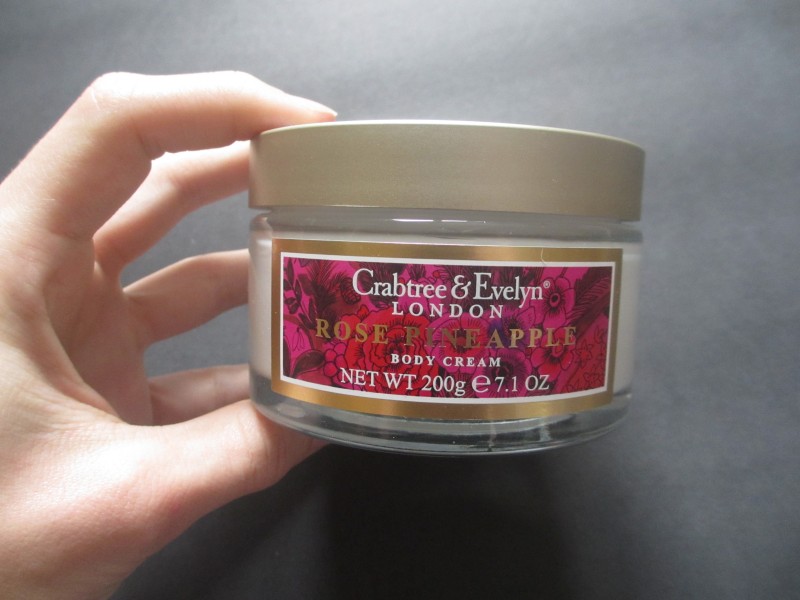 Crabtree & Evelyn®
LONDON
ROSE PINEAPPLE
BODY CREAM
NET WT 200g ℮ 7.1 OZ